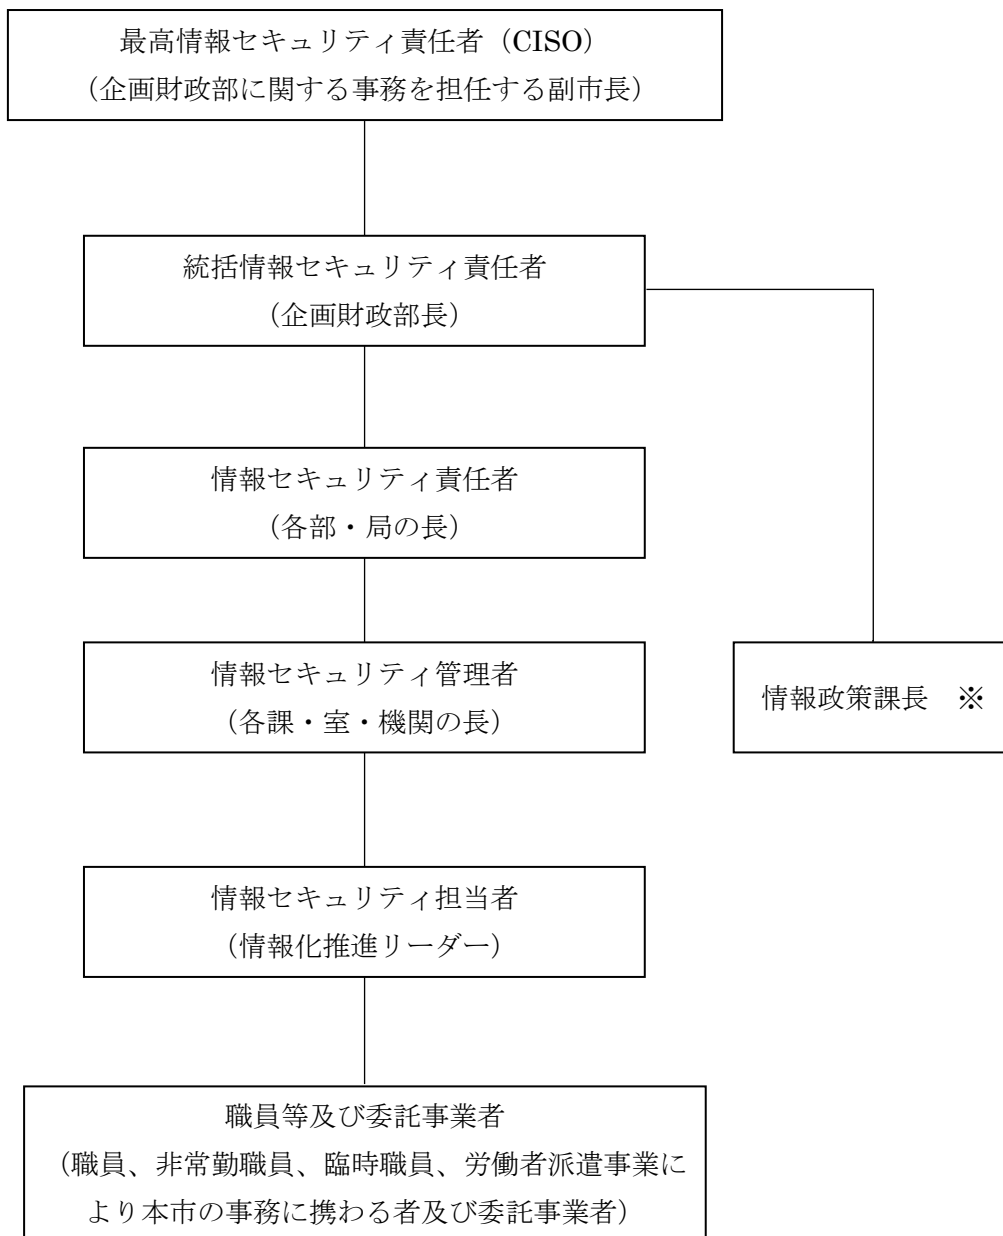 最高情報セキュリティ責任者（CISO）
（企画財政部に関する事務を担任する副市長）
統括情報セキュリティ責任者
（企画財政部長）
情報セキュリティ責任者
（各部・局の長）
情報セキュリティ管理者
（各課・室・機関の長）
情報政策課長　※
情報セキュリティ担当者
（情報化推進リーダー）
職員等及び委託事業者
（職員、非常勤職員、臨時職員、労働者派遣事業に
より本市の事務に携わる者及び委託事業者）